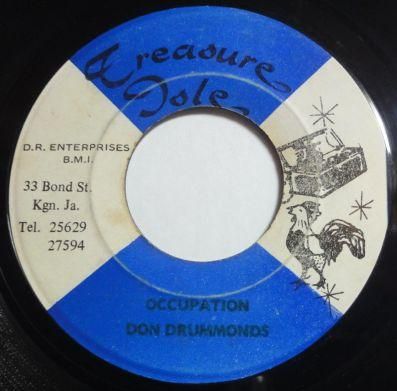 Treasure
Isle
D.R. ENTERPRISES
B.M.I.
33 Bond St.
Kgn. Ja.
Tel. 25629
27594
OCCUPATION
DON DRUMMONDS